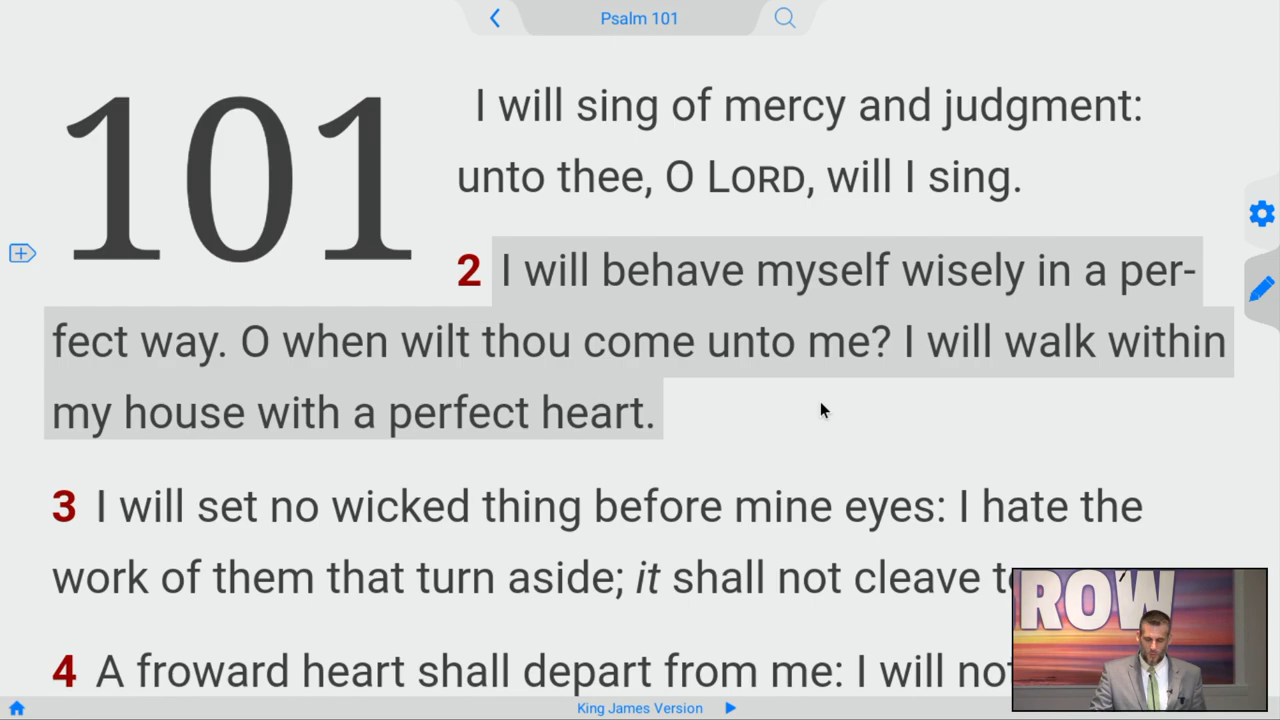 Psalm 101
101
I will sing of mercy and judgment:
unto thee, O LORD, will I sing.
2 I will behave myself wisely in a per-
fect way. O when wilt thou come unto me? I will walk within
my house with a perfect heart.
3 I will set no wicked thing before mine eyes: I hate the
work of them that turn aside; it shall not cleave
4 A froward heart shall depart from me: I will
ROW
King James Version